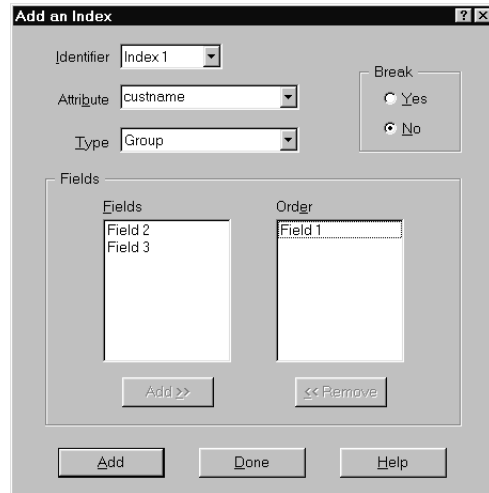 Add an Index
Identifier Index 1
Break
Attribute custname
Yes
Type Group
No
Fields
Fields
Order
Field 2
Field 3
Field 1
Add >>
<< Remove
Add
Done
Help